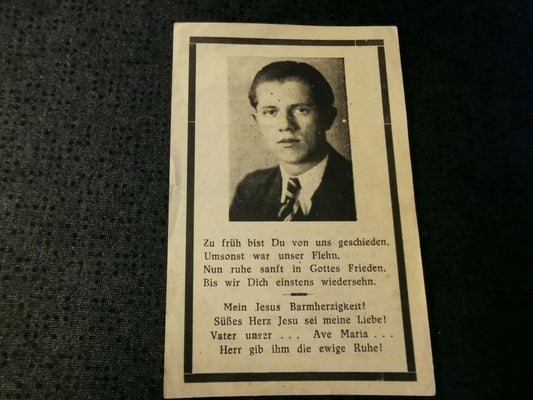 Zu früh bist Du von uns geschieden,
Umsonst war unser Flehn,
Nun ruhe sanft in Gottes Frieden,
Bis wir Dich einstens wiedersehn.
Mein Jesus Barmherzigkeit!
Süßes Herz Jesu sei meine Liebe!
Vater unser . . . Ave Maria . . .
Herr gib ihm die ewige Ruhe!